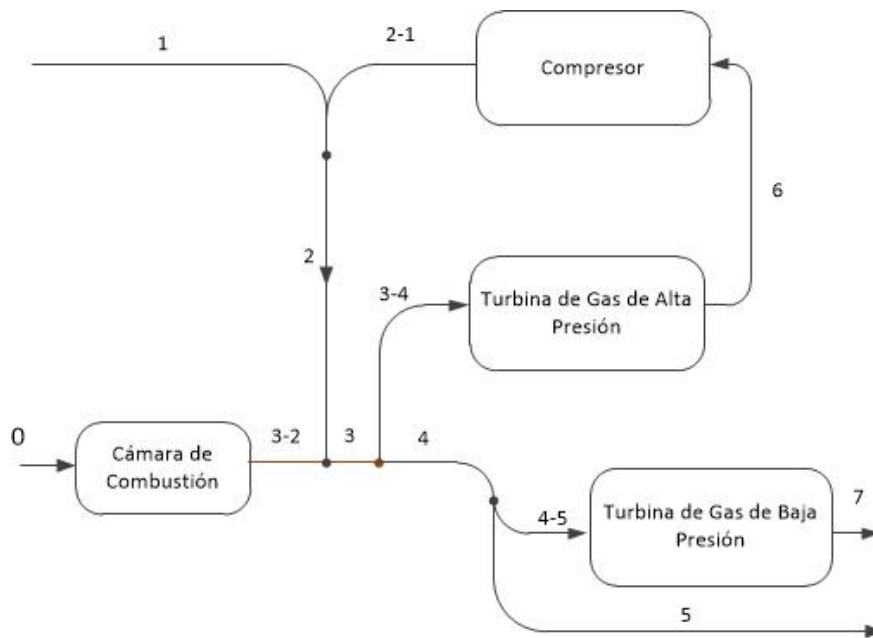 1
2-1
Compresor
6
2
3-4
Turbina de Gas de Alta
Presión
0
3-2
3
4
Cámara de
Combustión
4-5
Turbina de Gas de Baja
Presión
7
5